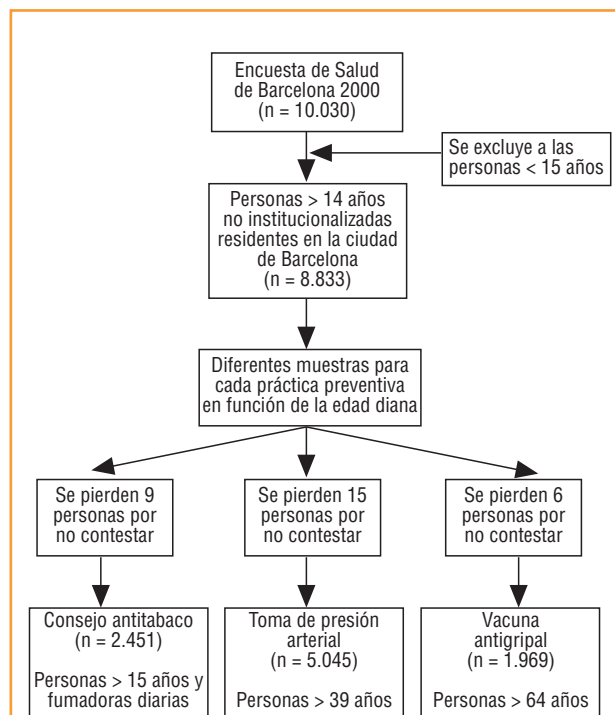 Encuesta de Salud
de Barcelona 2000
(n = 10.030)
Se excluye a las
personas < 15 años
Personas > 14 años
no institucionalizadas
residentes en la ciudad
de Barcelona
(n = 8.833)
Diferentes muestras para
cada práctica preventiva
en función de la edad diana
Se pierden 9
personas por
no contestar
Se pierden 15
personas por
no contestar
Se pierden 6
personas por
no contestar
Consejo antitabaco
(n = 2.451)
Personas > 15 años y
fumadoras diarias
Toma de presión
arterial
(n = 5.045)
Personas > 39 años
Vacuna
antigripal
(n = 1.969)
Personas > 64 años